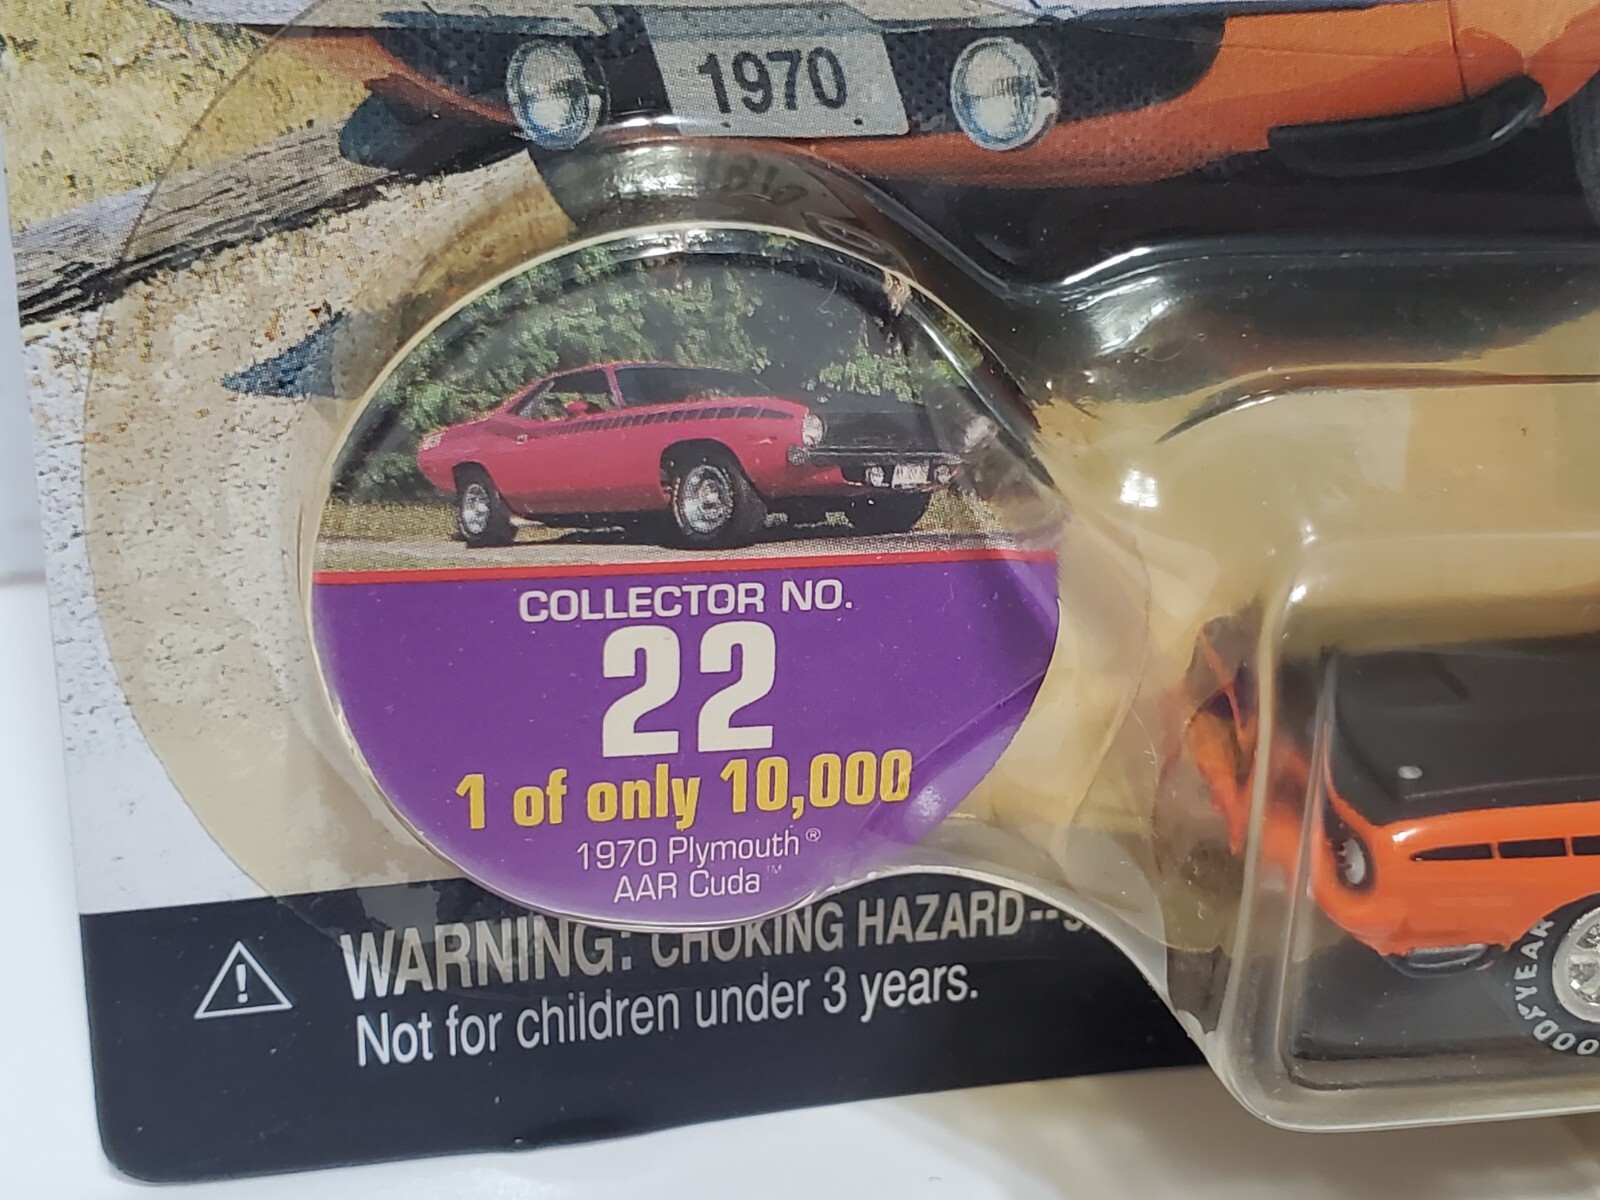 1970
COLLECTOR NO.
22
1 of only 10,000
1970 Plymouth®
AAR Cuda™
WARNING: CHOKING HAZARD--
Not for children under 3 years.
YEAR